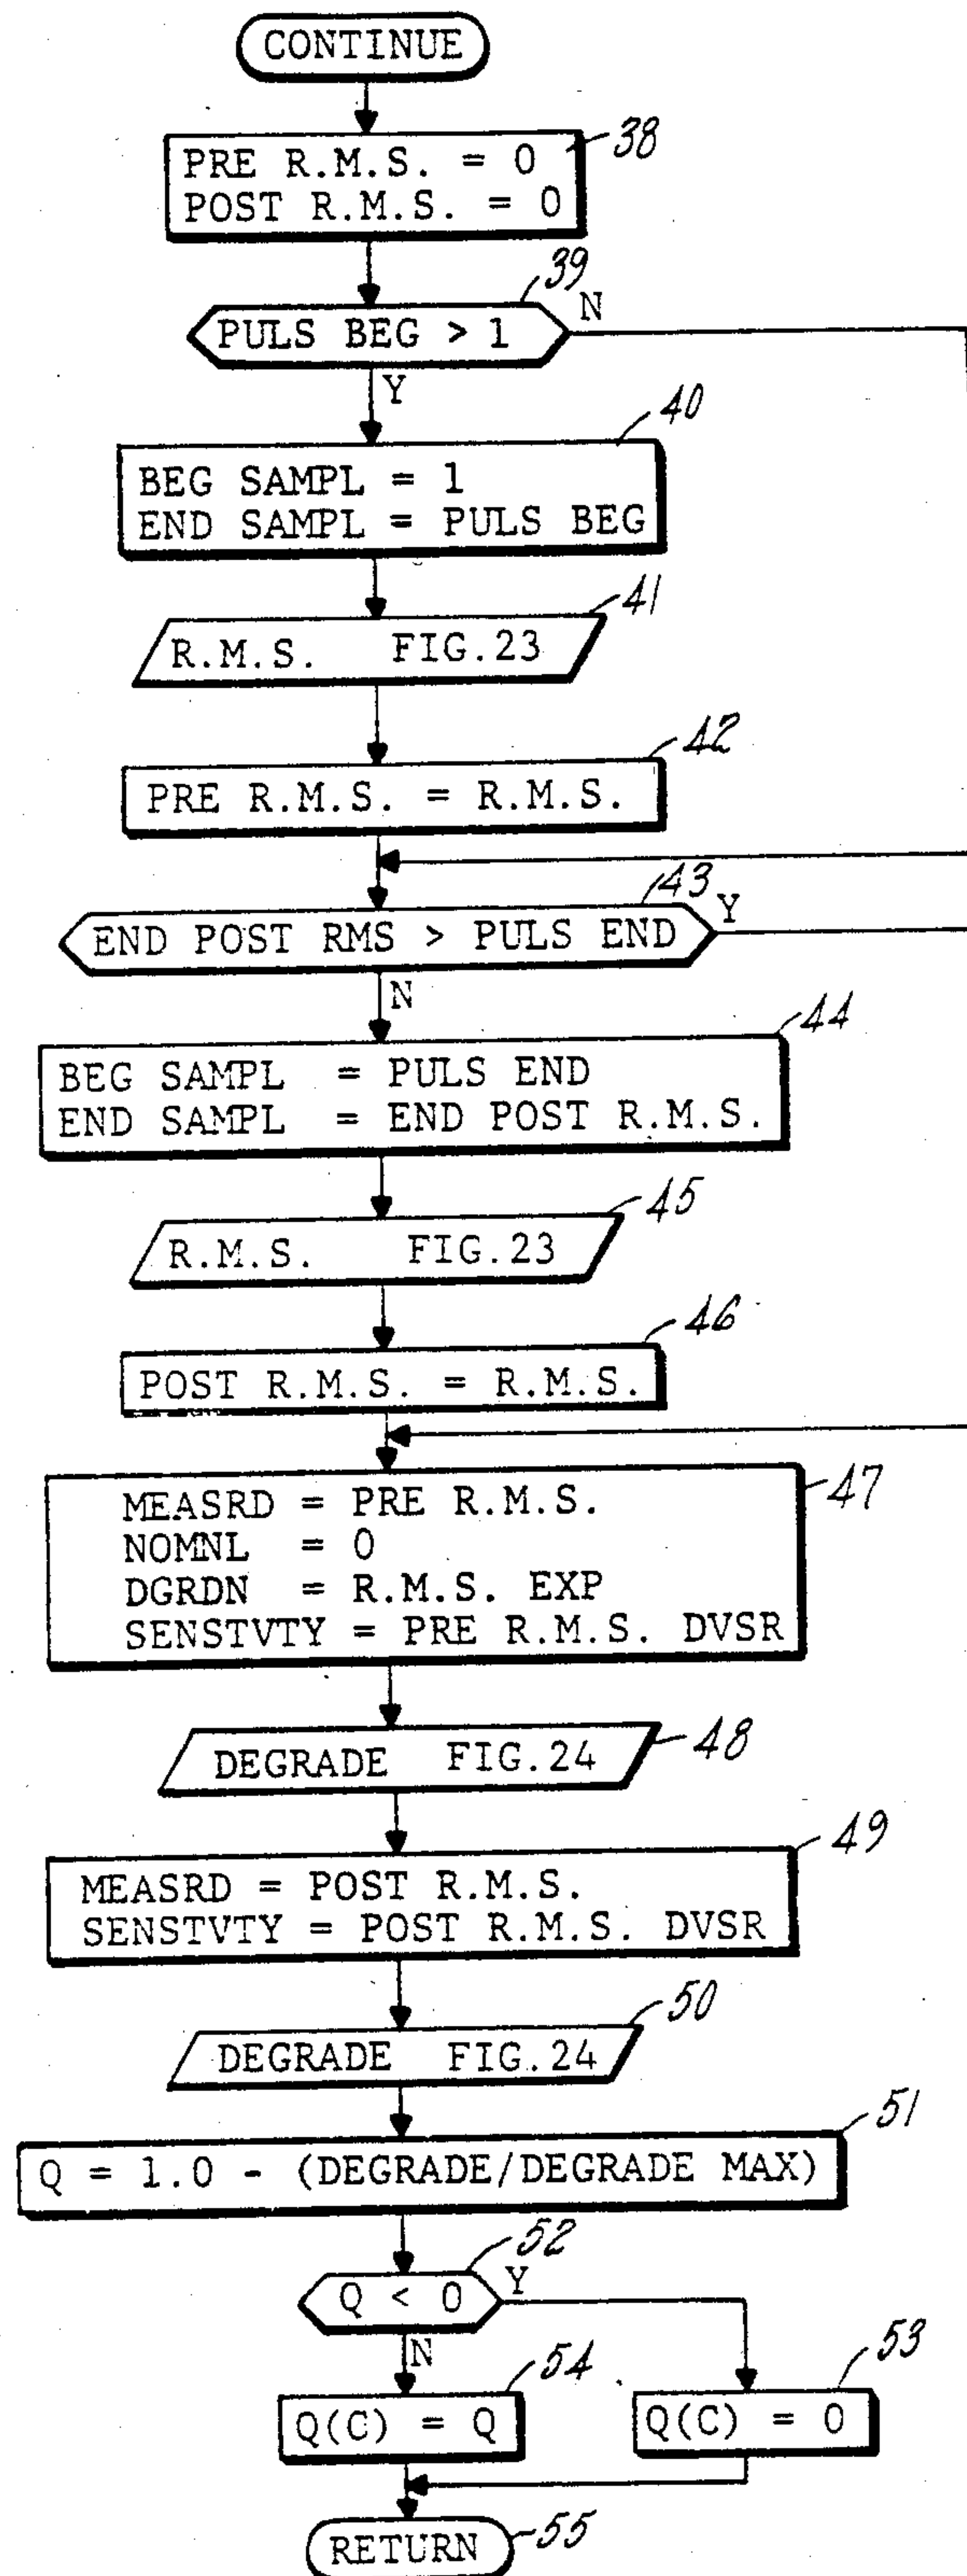 CONTINUE
38
PRE R.M.S. = 0
POST R.M.S. = 0
39
PULS BEG > 1
N
Y
40
BEG SAMPL = 1
END SAMPL = PULS BEG
41
R.M.S. FIG.23
42
PRE R.M.S. = R.M.S.
43
END POST RMS > PULS END
Y
N
44
BEG SAMPL = PULS END
END SAMPL = END POST R.M.S.
45
R.M.S. FIG.23
46
POST R.M.S. = R.M.S.
47
MEASRD = PRE R.M.S.
NOMNL = 0
DGRDN = R.M.S. EXP
SENSTVTY = PRE R.M.S. DVSR
48
DEGRADE FIG.24
49
MEASRD = POST R.M.S.
SENSTVTY = POST R.M.S. DVSR
50
DEGRADE FIG.24
51
Q = 1.0 - (DEGRADE/DEGRADE MAX)
52
Q < 0
Y
N
54
53
Q(C) = Q
Q(C) = 0
RETURN
55